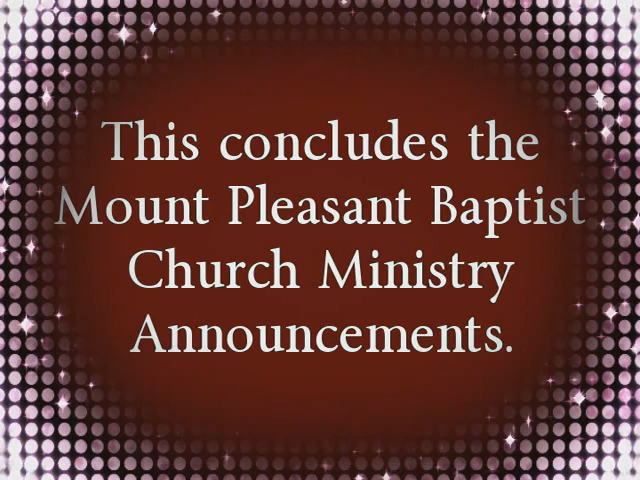 This concludes the
Mount Pleasant Baptist
Church Ministry
Announcements.